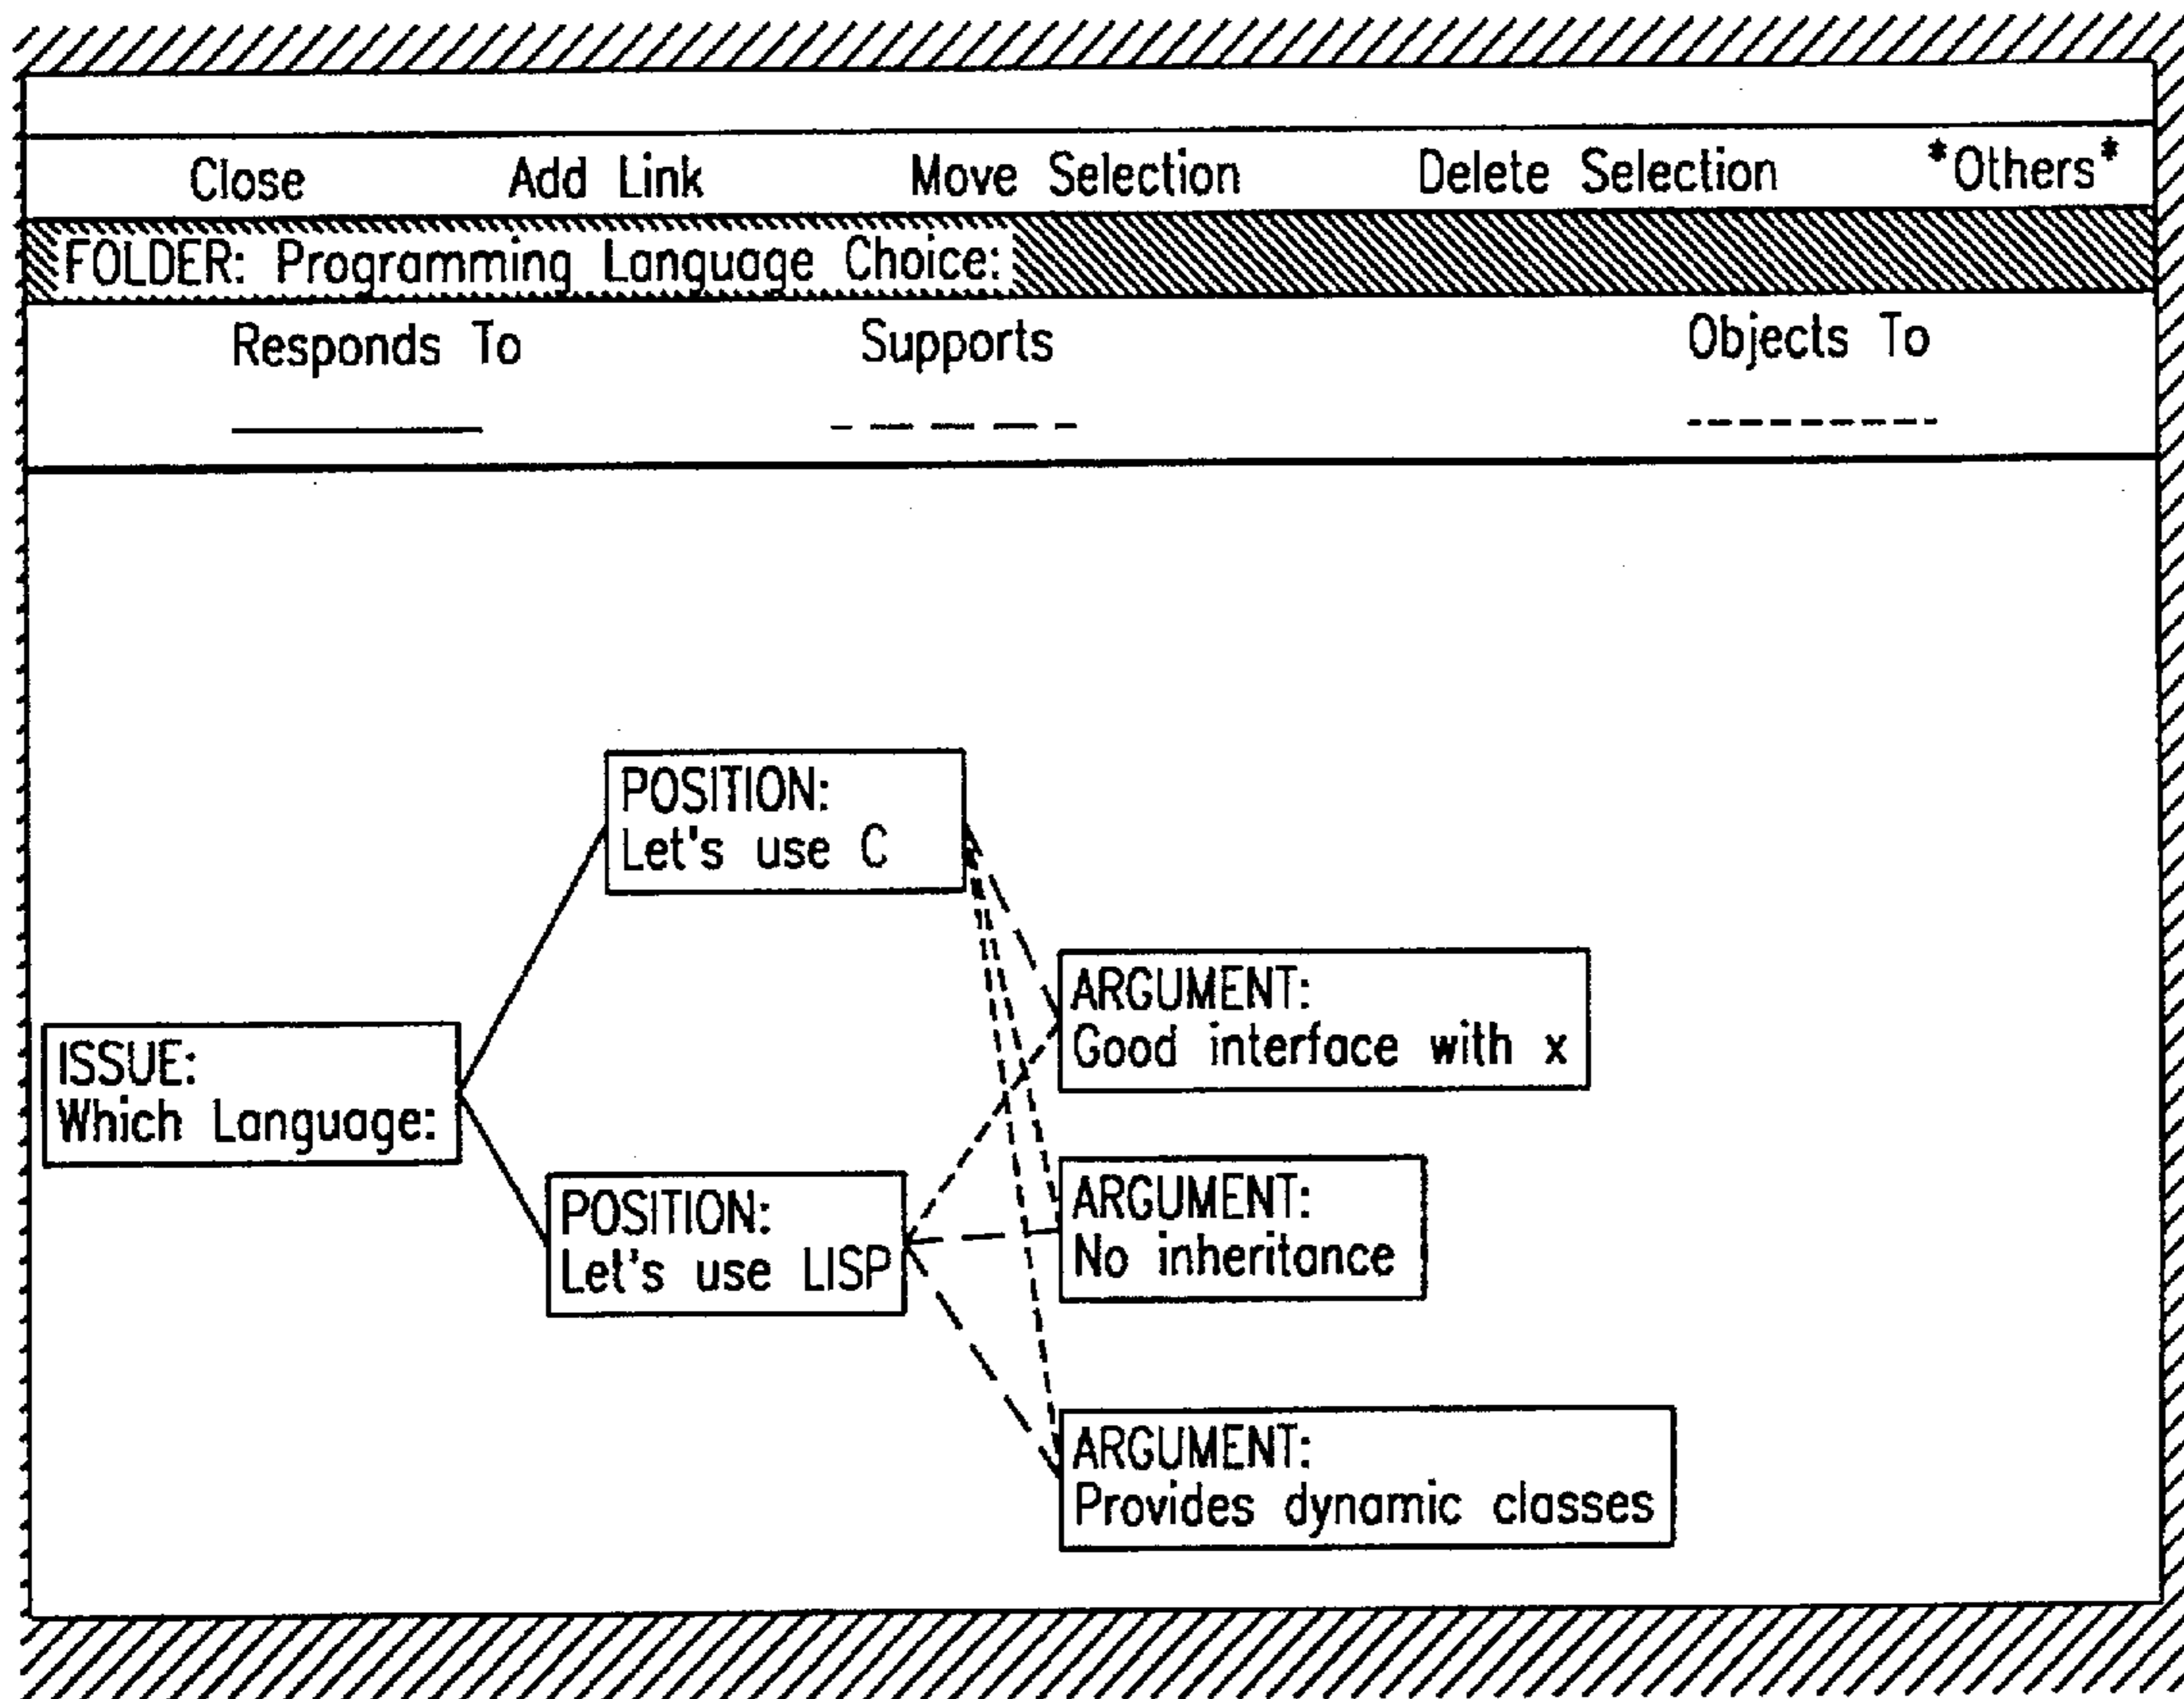 Close Add Link Move Selection Delete Selection *Others*
FOLDER: Programming Language Choice:
Responds To Supports Objects To
POSITION:
Let's use C
ARGUMENT:
Good interface with x
ISSUE:
Which Language:
POSITION:
Let's use LISP
ARGUMENT:
No inheritance
ARGUMENT:
Provides dynamic classes